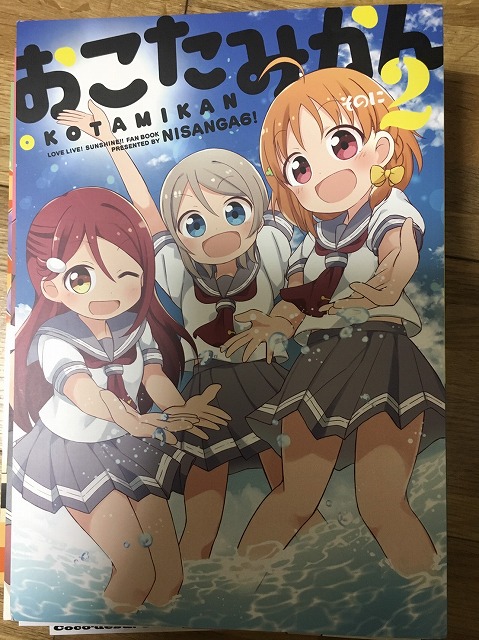 おこたみかん
OKOTAMIKAN
そのに
2
LOVE LIVE! SUNSHINE!! FAN BOOK
PRESENTED BY NISANGA6!